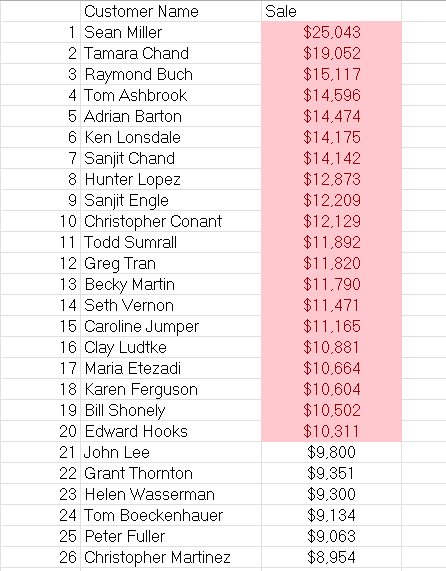 Customer Name Sale
1 Sean Miller $25,043
2 Tamara Chand $19,052
3 Raymond Buch $15,117
4 Tom Ashbrook $14,596
5 Adrian Barton $14,474
6 Ken Lonsdale $14,175
7 Sanjit Chand $14,142
8 Hunter Lopez $12,873
9 Sanjit Engle $12,209
10 Christopher Conant $12,129
11 Todd Sumrall $11,892
12 Greg Tran $11,820
13 Becky Martin $11,790
14 Seth Vernon $11,471
15 Caroline Jumper $11,165
16 Clay Ludtke $10,881
17 Maria Etezadi $10,664
18 Karen Ferguson $10,604
19 Bill Shonely $10,502
20 Edward Hooks $10,311
21 John Lee $9,800
22 Grant Thornton $9,351
23 Helen Wasserman $9,300
24 Tom Boeckenhauer $9,134
25 Peter Fuller $9,063
26 Christopher Martinez $8,954